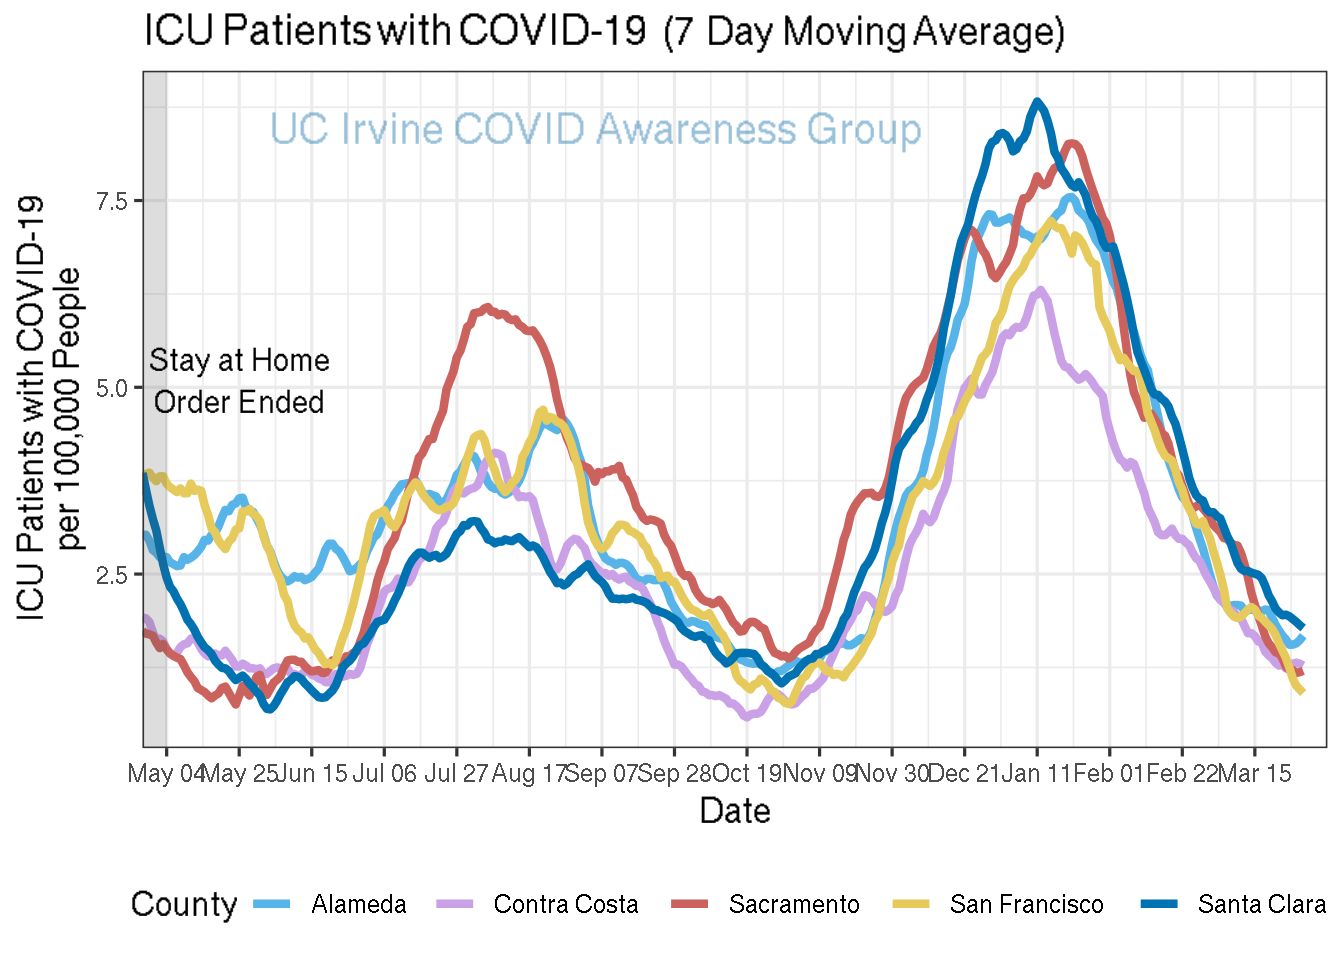 ICU Patients with COVID-19 (7 Day Moving Average)
UC Irvine COVID Awareness Group
ICU Patients with COVID-19
per 100,000 People
7.5
5.0
2.5
Stay at Home
Order Ended
May 04 May 25 Jun 15 Jul 06 Jul 27 Aug 17 Sep 07 Sep 28 Oct 19 Nov 09 Nov 30 Dec 21 Jan 11 Feb 01 Feb 22 Mar 15
Date
County Alameda Contra Costa Sacramento San Francisco Santa Clara